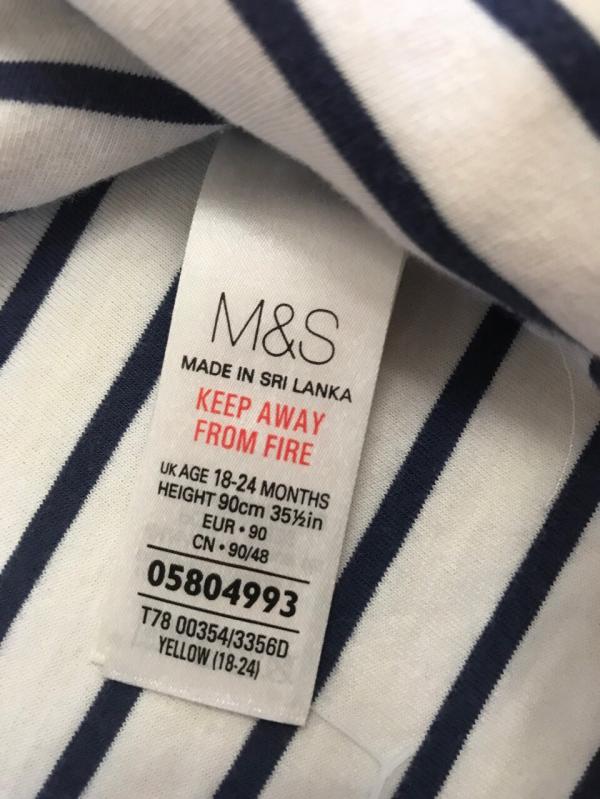 M&S
MADE IN SRI LANKA
KEEP AWAY
FROM FIRE
UK AGE 18-24 MONTHS
HEIGHT 90cm 35½in
EUR • 90
CN • 90/48
05804993
T78 00354/3356D
YELLOW (18-24)